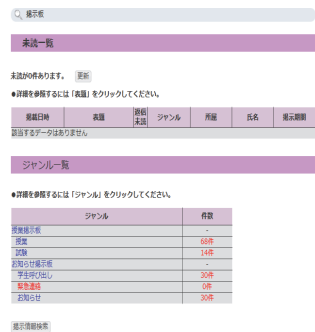 掲示板
未読一覧
未読が0件あります。 更新
●詳細を参照するには「表題」をクリックしてください。
掲載日時 表題 返信未読 ジャンル 所属 氏名 掲示期間
該当するデータはありません
ジャンル一覧
●詳細を参照するには「ジャンル」をクリックしてください。
ジャンル 件数
授業掲示板 -
授業 68件
試験 14件
お知らせ掲示板 -
学生呼び出し 30件
緊急連絡 0件
お知らせ 30件
掲示情報検索